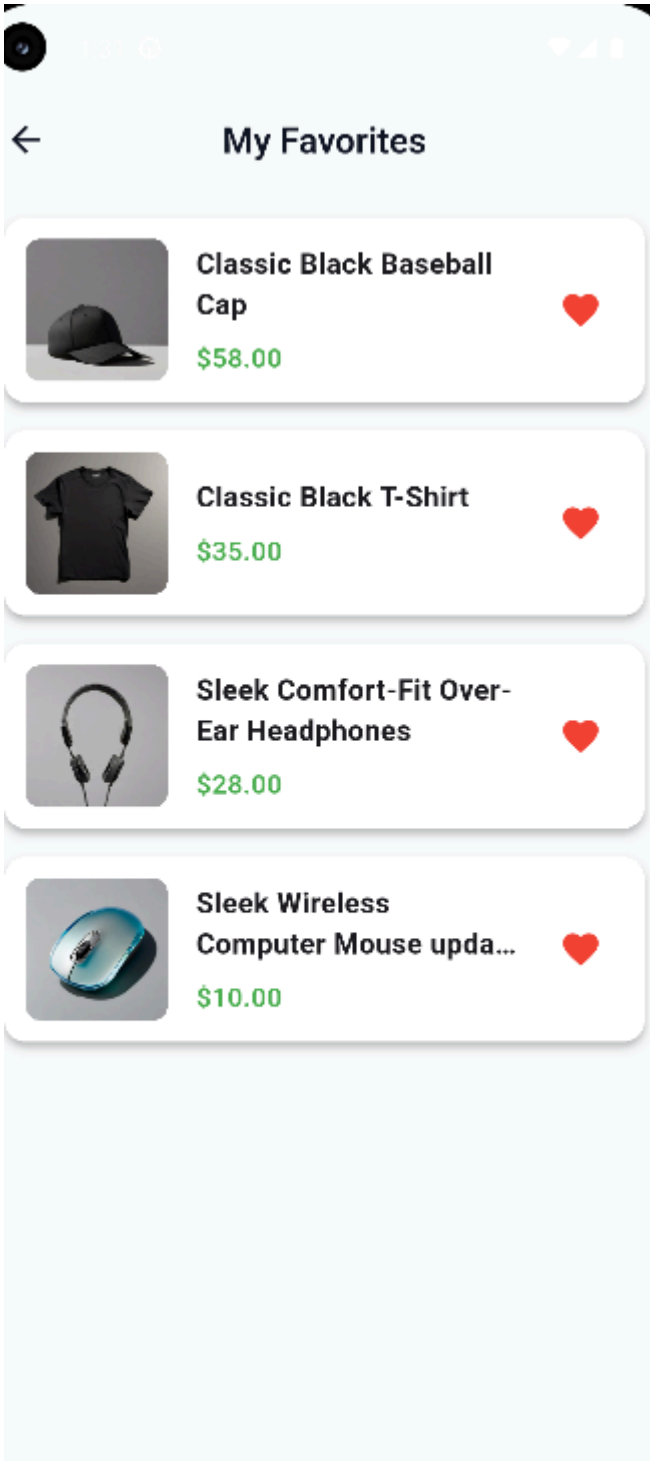 My Favorites
Classic Black Baseball
Cap
$58.00
Classic Black T-Shirt
$35.00
Sleek Comfort-Fit Over-
Ear Headphones
$28.00
Sleek Wireless
Computer Mouse upda...
$10.00